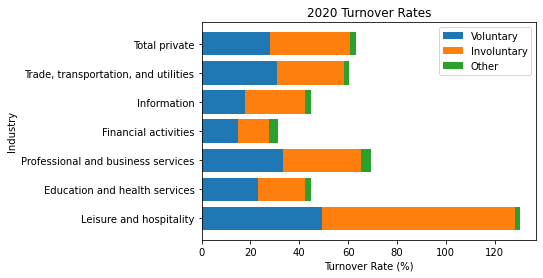 2020 Turnover Rates
Voluntary
Involuntary
Other
Industry
Total private
Trade, transportation, and utilities
Information
Financial activities
Professional and business services
Education and health services
Leisure and hospitality
0 20 40 60 80 100 120
Turnover Rate (%)